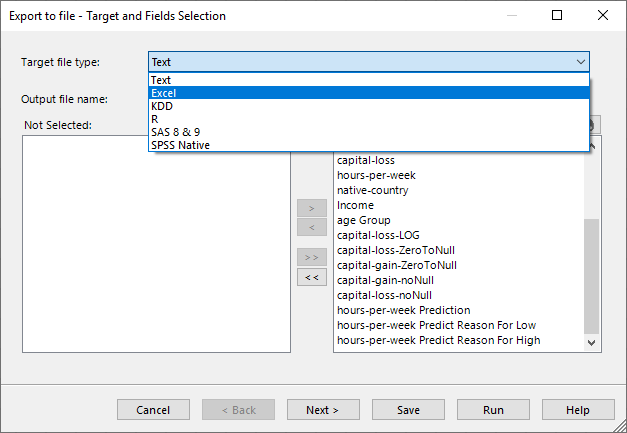 Export to file - Target and Fields Selection
Target file type:
Text
Text
Excel
KDD
R
SAS 8 & 9
SPSS Native
Output file name:
Not Selected:
capital-loss
hours-per-week
native-country
Income
age Group
capital-loss-LOG
capital-loss-ZeroToNull
capital-gain-ZeroToNull
capital-gain-noNull
capital-loss-noNull
hours-per-week Prediction
hours-per-week Predict Reason For Low
hours-per-week Predict Reason For High
>
<
>>
<<
Cancel
< Back
Next >
Save
Run
Help